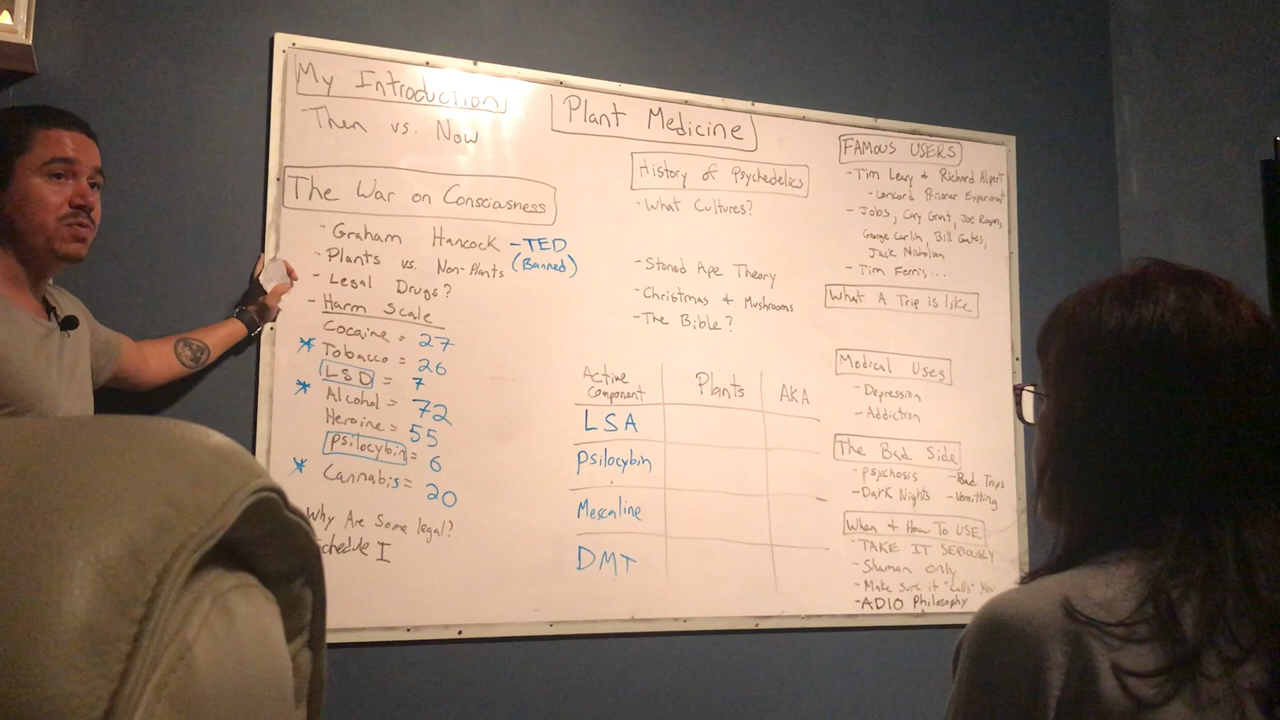 My Introduction
Then vs. Now
Plant Medicine
The War on Consciousness
- Graham Hancock - TED
(Banned)
- Plants vs. Non-Plants
- Legal Drugs?
- Harm Scale
Cocaine = 27
* Tobacco = 26
LSD = 7
* Alcohol = 72
Heroine = 55
Psilocybin = 6
* Cannabis = 20
Why Are Some legal?
chedule I
History of Psychedelics
- What Cultures?
- Stoned Ape Theory
- Christmas & Mushrooms
- The Bible?
Active Component
Plants
AKA
LSA
Psilocybin
Mescaline
DMT
FAMOUS USERS
- Tim Leary & Richard Alpert
- Concord Prisoner Experiment
- Jobs, Cary Grant, Joe Rogan,
George Carlin, Bill Gates,
Jack Nicholson
- Tim Ferris...
What A Trip is like
Medical Uses
- Depression
- Addiction
The Bad Side
- Psychosis - Bad Trips
- Dark Nights - Vomitting
When & How To USE
- TAKE IT SERIOUSLY
- Shaman only
- Make sure it "calls" You
- ADIO Philosophy